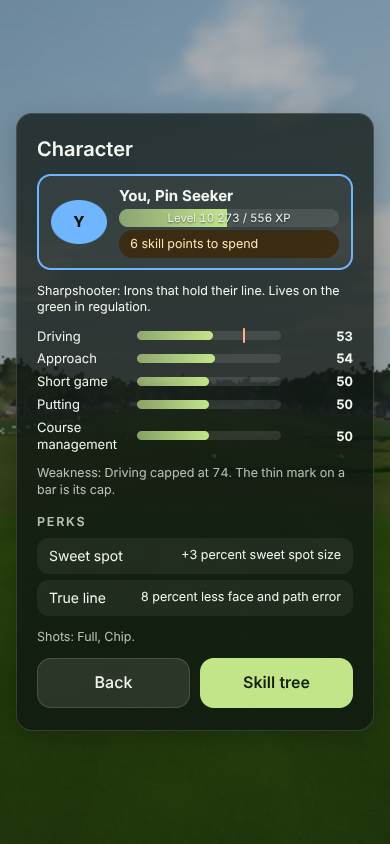 Character
Y
You, Pin Seeker
Level 10 273 / 556 XP
6 skill points to spend
Sharpshooter: Irons that hold their line. Lives on the
green in regulation.
Driving 53
Approach 54
Short game 50
Putting 50
Course
management 50
Weakness: Driving capped at 74. The thin mark on a
bar is its cap.
PERKS
Sweet spot +3 percent sweet spot size
True line 8 percent less face and path error
Shots: Full, Chip.
Back Skill tree